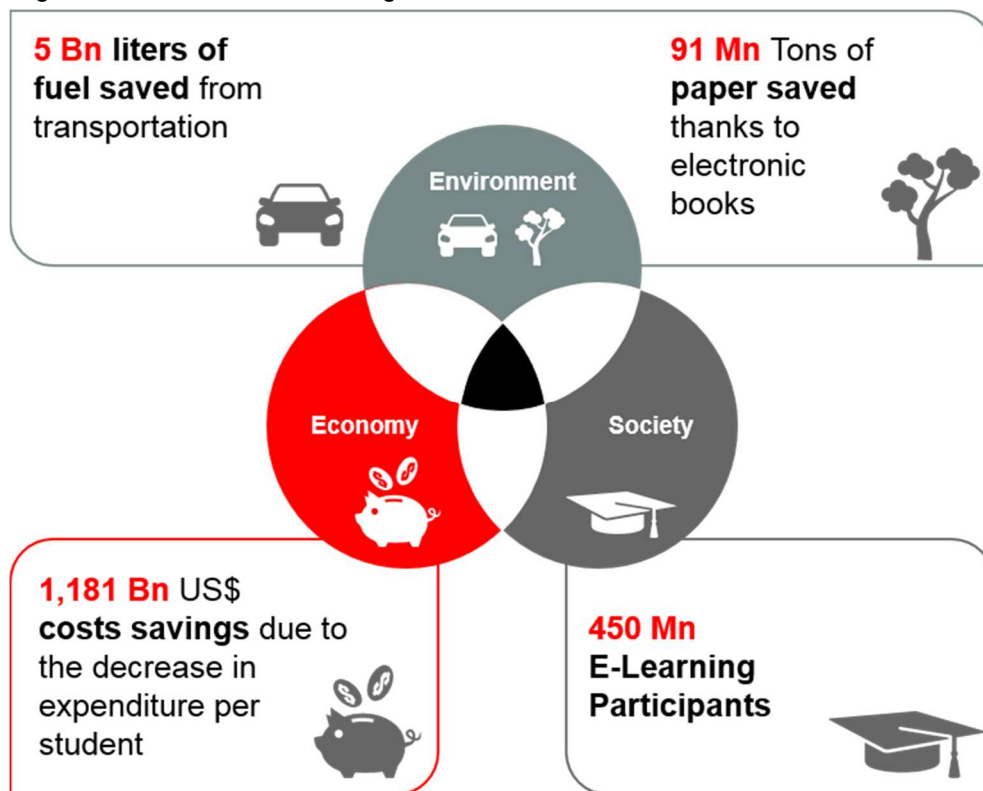 5 Bn liters of
fuel saved from
transportation
91 Mn Tons of
paper saved
thanks to
electronic
books
Environment
Economy
Society
1,181 Bn US$
costs savings due to
the decrease in
expenditure per
student
450 Mn
E-Learning
Participants